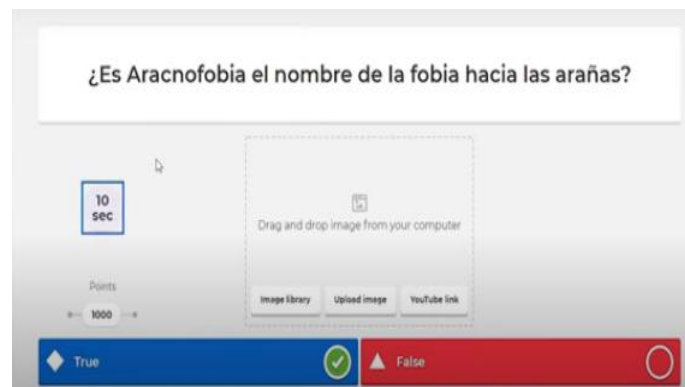 ¿Es Aracnofobia el nombre de la fobia hacia las arañas?
10
sec
Drag and drop image from your computer
Points
1000
Image library Upload image YouTube link
True False